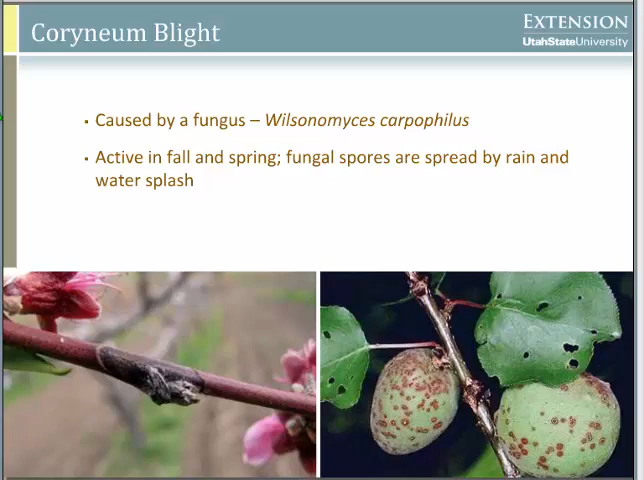 Coryneum Blight
EXTENSION
UtahStateUniversity
▪ Caused by a fungus – Wilsonomyces carpophilus
▪ Active in fall and spring; fungal spores are spread by rain and
water splash